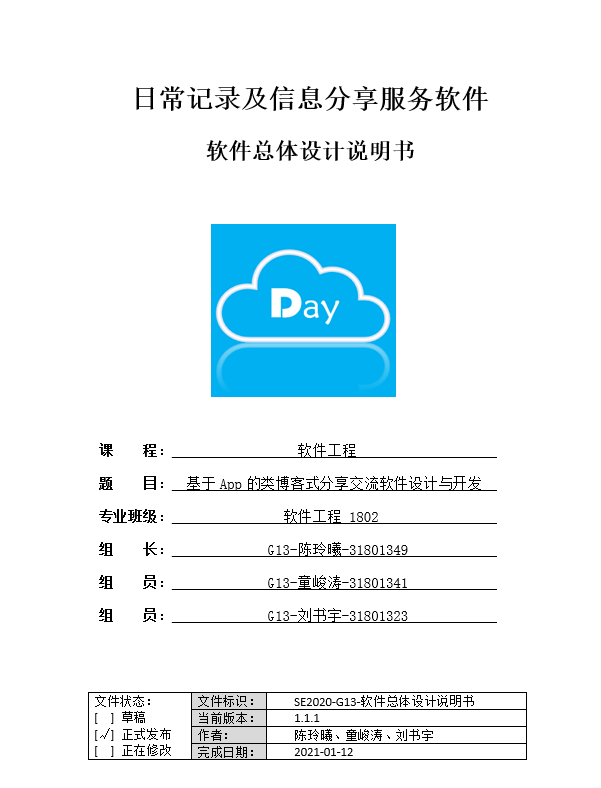 日常记录及信息分享服务软件
软件总体设计说明书
Day
课 程： 软件工程
题 目： 基于App的类博客式分享交流软件设计与开发
专业班级： 软件工程 1802
组 长： G13-陈玲曦-31801349
组 员： G13-童峻涛-31801341
组 员： G13-刘书宇-31801323
文件状态： 文件标识： SE2020-G13-软件总体设计说明书
[ ] 草稿 当前版本： 1.1.1
[√] 正式发布 作者： 陈玲曦、童峻涛、刘书宇
[ ] 正在修改 完成日期： 2021-01-12